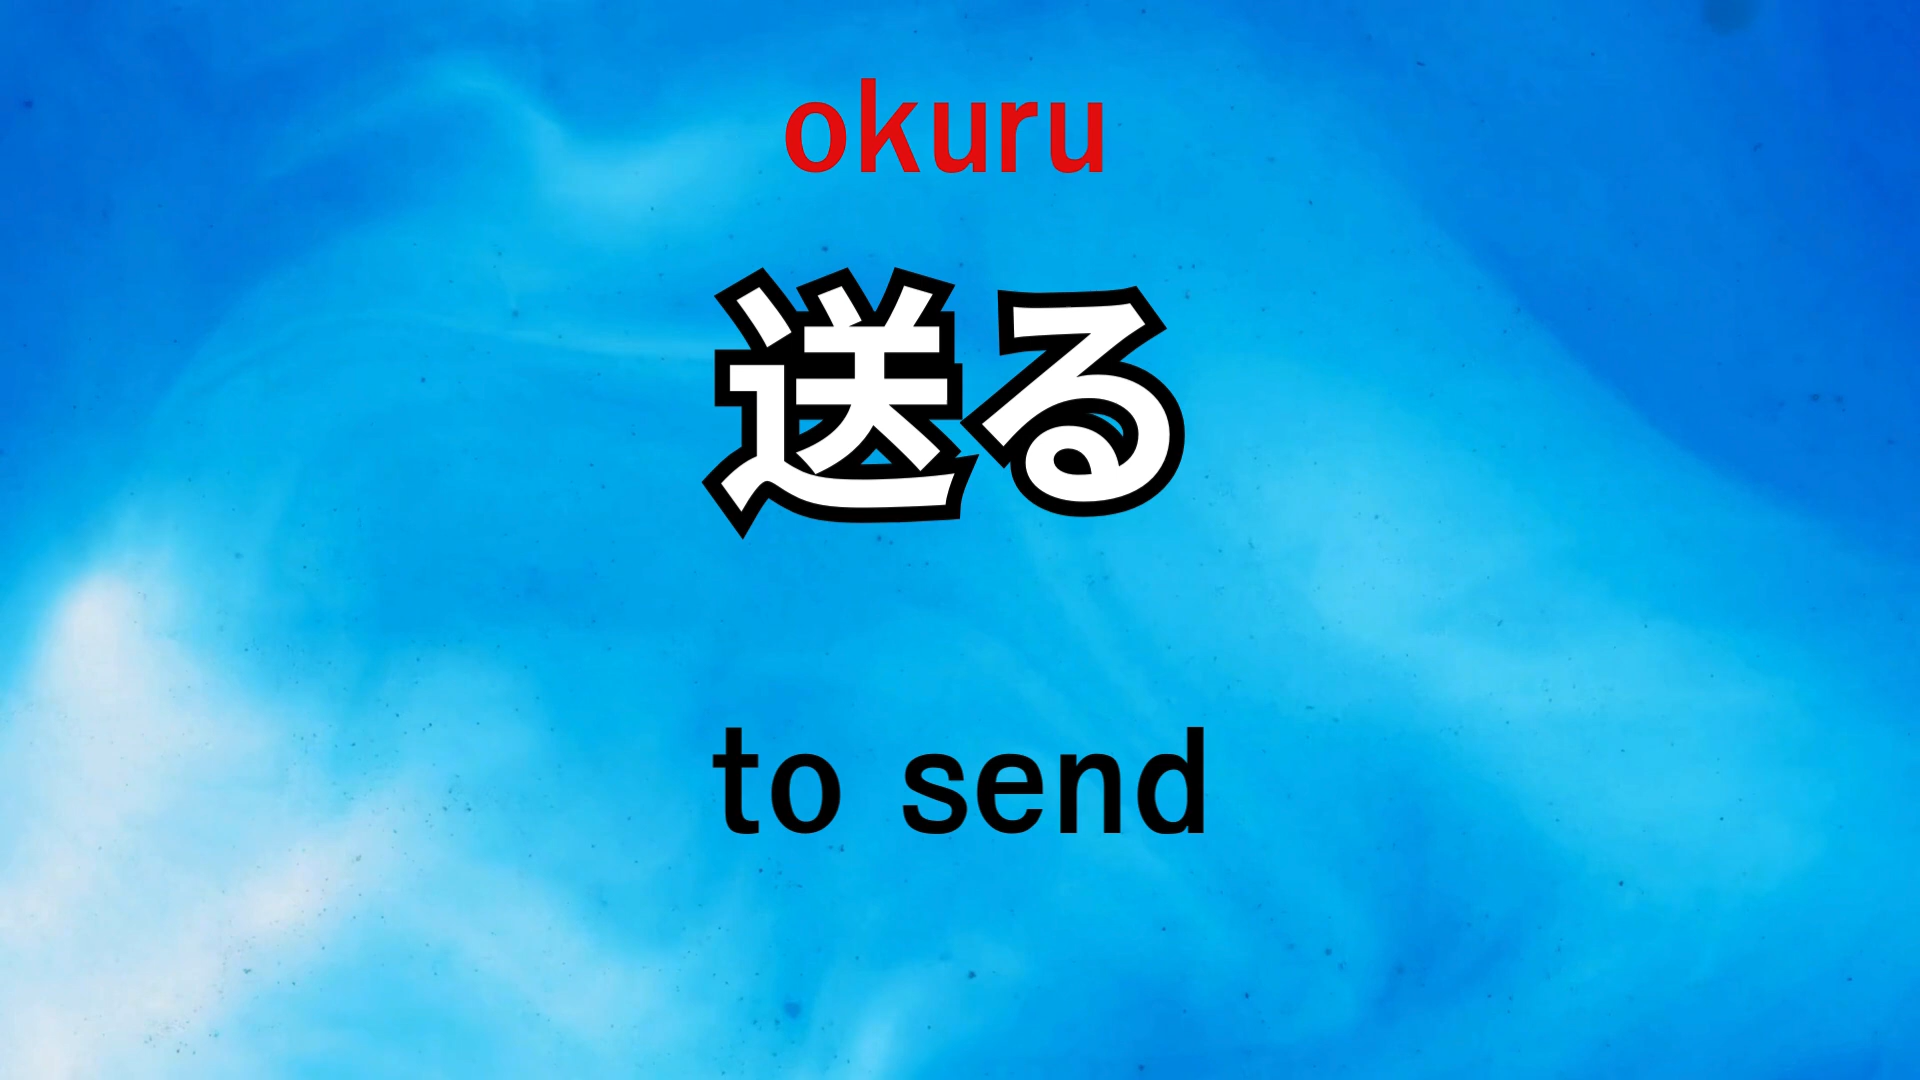 okuru
送る
to send